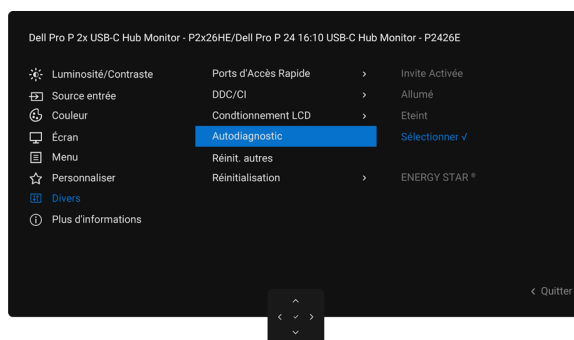 Dell Pro P 2x USB-C Hub Monitor - P2x26HE/Dell Pro P 24 16:10 USB-C Hub Monitor - P2426E
Luminosité/Contraste Ports d'Accès Rapide > Invite Activée
Source entrée DDC/CI > Allumé
Couleur Condtionnement LCD > Eteint
Écran Autodiagnostic Sélectionner √
Menu Réinit. autres
Personnaliser Réinitialisation > ENERGY STAR ®
Divers
Plus d'informations
< Quitter